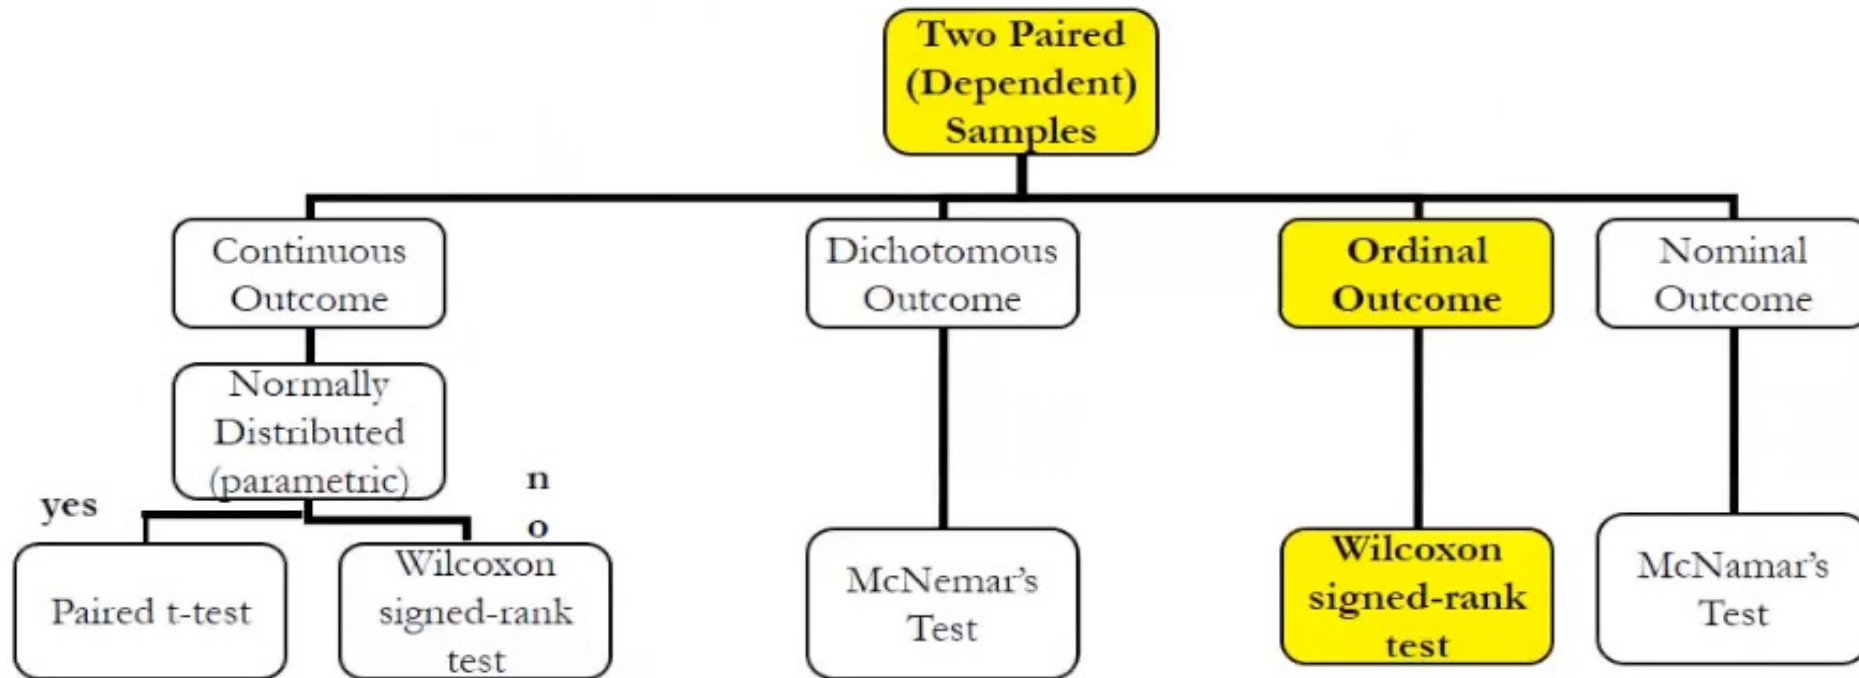 Two Paired
(Dependent)
Samples
Continuous
Outcome
Dichotomous
Outcome
Ordinal
Outcome
Nominal
Outcome
Normally
Distributed
(parametric)
yes
n
o
Paired t-test
Wilcoxon
signed-rank
test
McNemar's
Test
Wilcoxon
signed-rank
test
McNamar's
Test